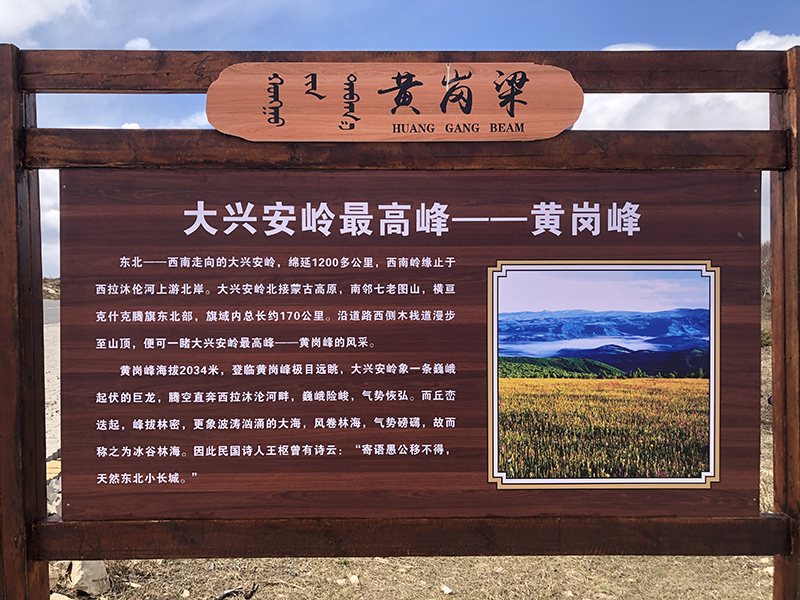 黄岗梁
HUANG GANG BEAM
大兴安岭最高峰——黄岗峰
东北——西南走向的大兴安岭，绵延1200多公里，西南岭缘止于
西拉沐伦河上游北岸。大兴安岭北接蒙古高原，南邻七老图山，横亘
克什克腾旗东北部，旗域内总长约170公里。沿道路西侧木栈道漫步
至山顶，便可一睹大兴安岭最高峰——黄岗峰的风采。
黄岗峰海拔2034米，登临黄岗峰极目远眺，大兴安岭象一条巍峨
起伏的巨龙，腾空直奔西拉沐沦河畔，巍峨险峻，气势恢弘。而丘峦
迭起，峰拔林密，更象波涛汹涌的大海，风卷林海，气势磅礴，故而
称之为冰谷林海。因此民国诗人王枢曾有诗云：“寄语愚公移不得，
天然东北小长城。”